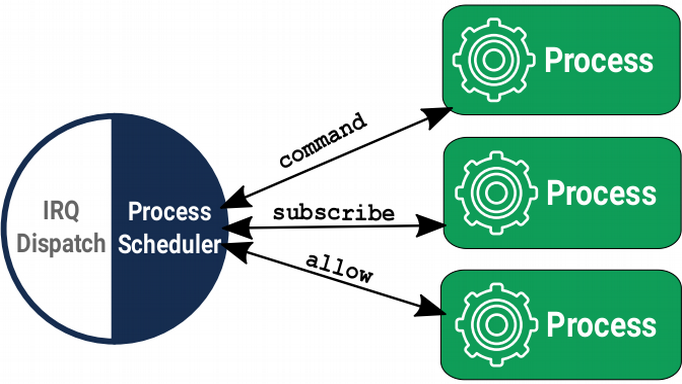 IRQ
Dispatch
Process
Scheduler
command
subscribe
allow
Process
Process
Process